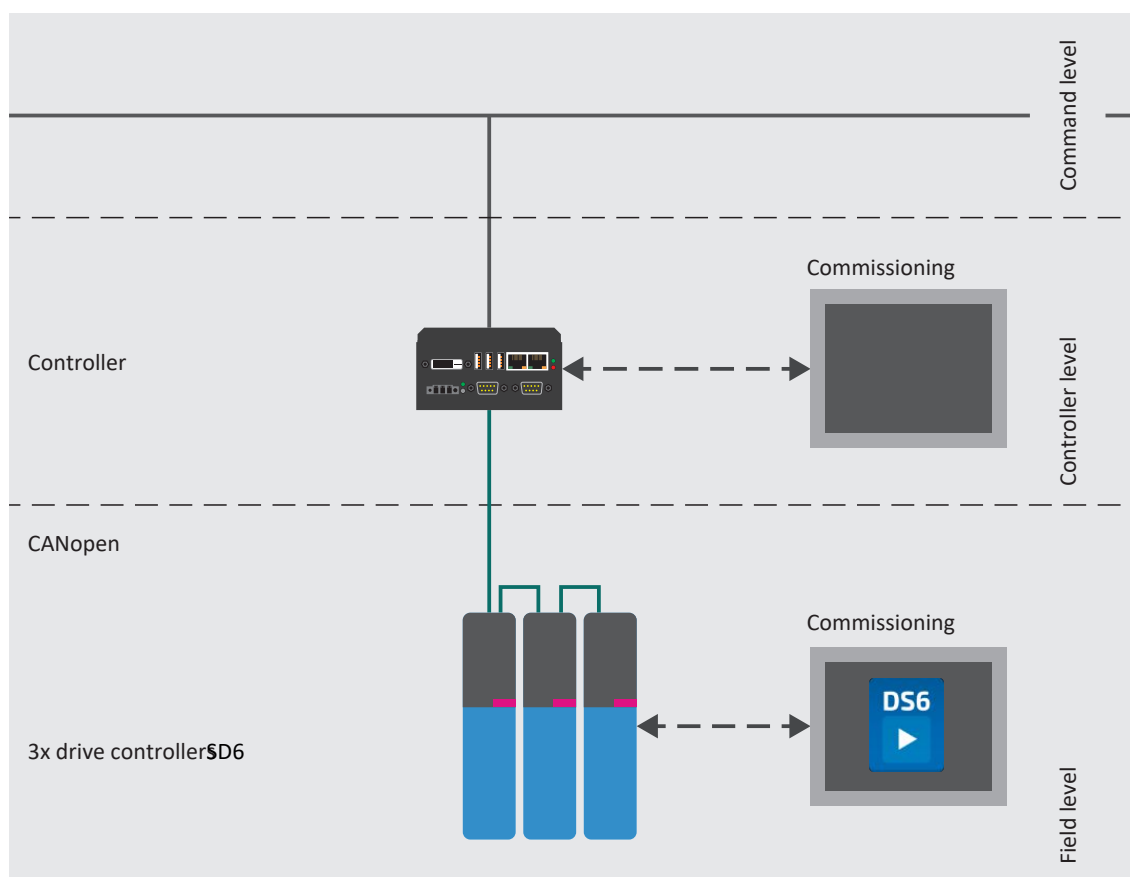 Command level
Commissioning
Controller
Controller level
CANopen
Commissioning
DS6
3x drive controllers SD6
Field level